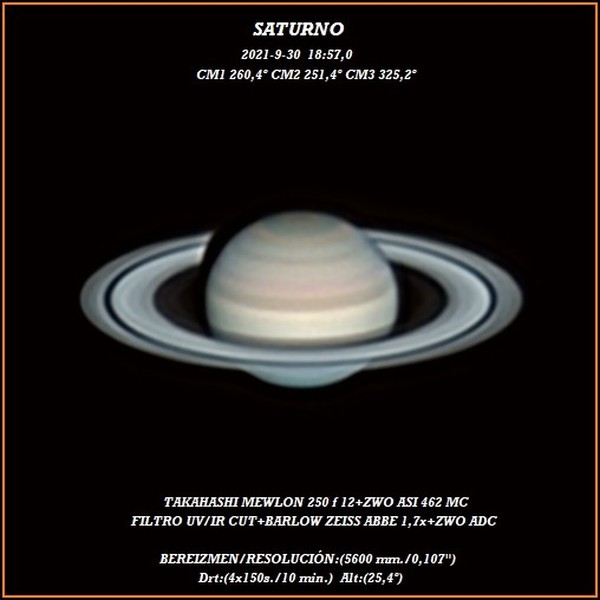 SATURNO
2021-9-30 18:57,0
CM1 260,4° CM2 251,4° CM3 325,2°
TAKAHASHI MEWLON 250 f 12+ZWO ASI 462 MC
FILTRO UV/IR CUT+BARLOW ZEISS ABBE 1,7x+ZWO ADC
BEREIZMEN/RESOLUCIÓN:(5600 mm./0,107")
Drt:(4x150s./10 min.) Alt:(25,4°)